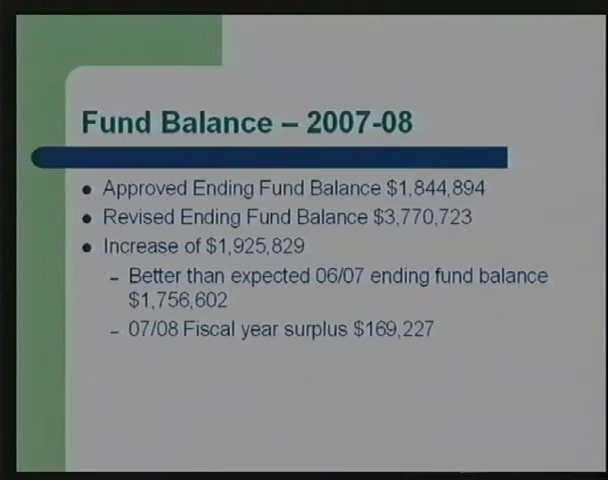 Fund Balance – 2007-08
● Approved Ending Fund Balance $1,844,894
● Revised Ending Fund Balance $3,770,723
● Increase of $1,925,829
– Better than expected 06/07 ending fund balance
$1,756,602
– 07/08 Fiscal year surplus $169,227